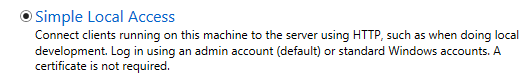 Simple Local Access
Connect clients running on this machine to the server using HTTP, such as when doing local
development. Log in using an admin account (default) or standard Windows accounts. A
certificate is not required.